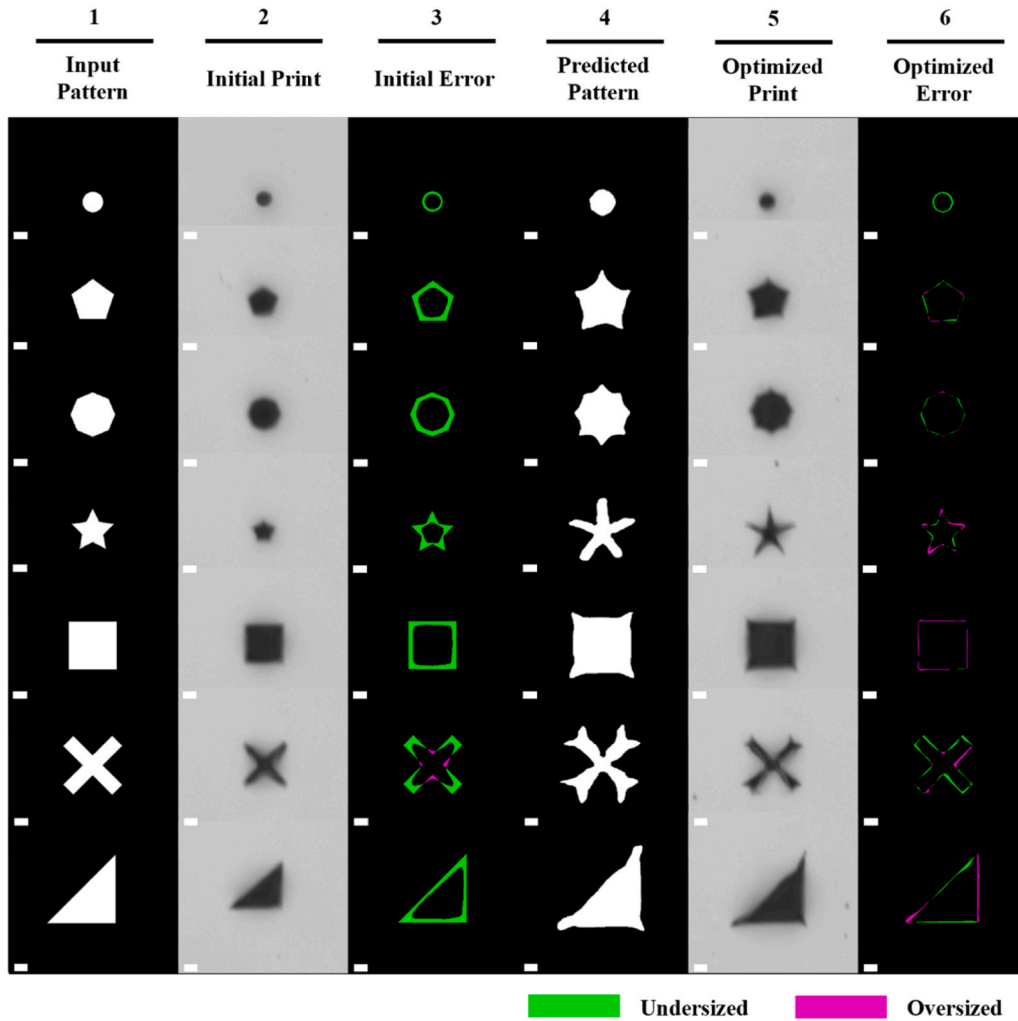 1 2 3 4 5 6
Input Pattern Initial Print Initial Error Predicted Pattern Optimized Print Optimized Error
Undersized Oversized